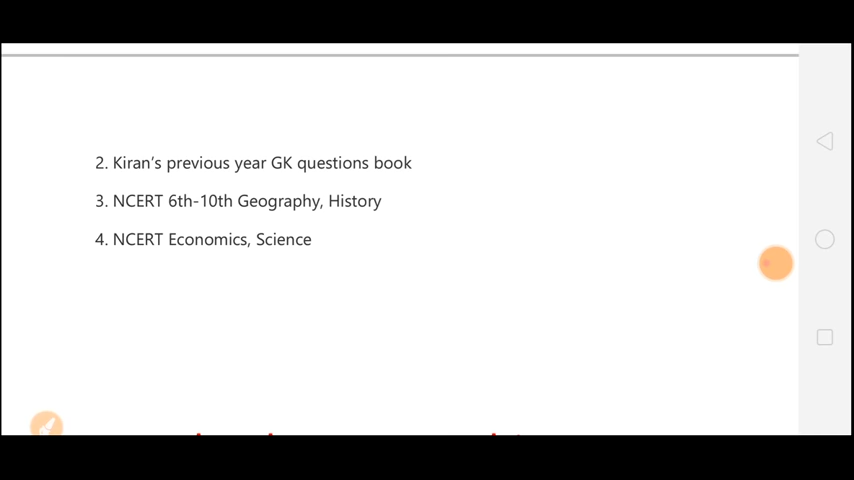 2. Kiran's previous year GK questions book
3. NCERT 6th-10th Geography, History
4. NCERT Economics, Science